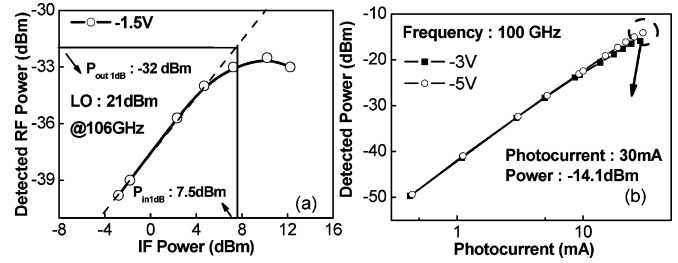 -30
-33
-36
-39
Detected RF Power (dBm)
-1.5V
P out 1dB : -32 dBm
LO : 21dBm
@106GHz
P in1dB : 7.5dBm
(a)
-8 -4 0 4 8 12 16
IF Power (dBm)
-10
-20
-30
-40
-50
Detected Power (dBm)
Frequency : 100 GHz
-3V
-5V
Photocurrent : 30mA
Power : -14.1dBm
(b)
1 10
Photocurrent (mA)